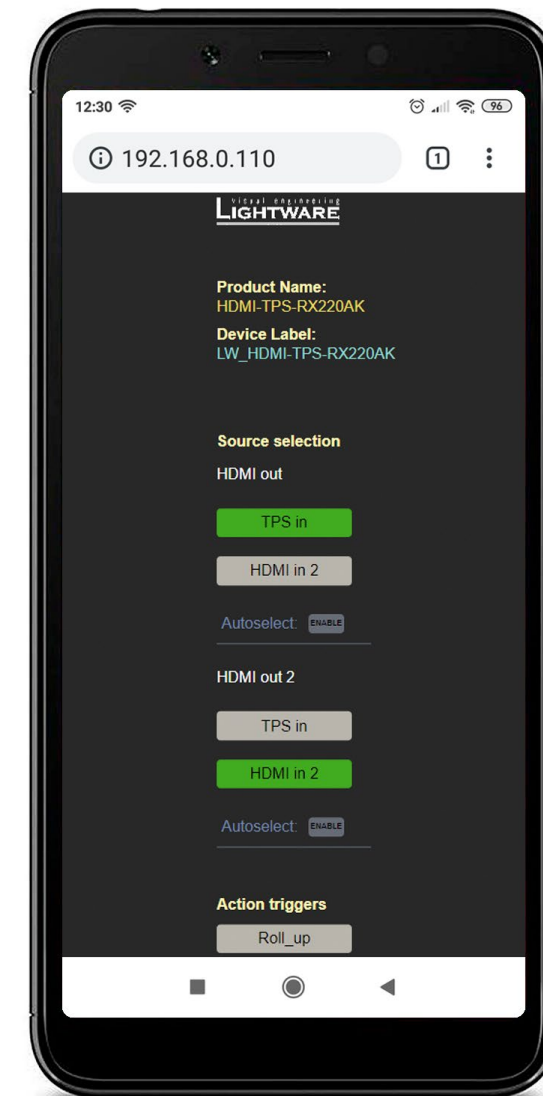 12:30
96
192.168.0.110
1
visual engineering
LIGHTWARE
Product Name:
HDMI-TPS-RX220AK
Device Label:
LW_HDMI-TPS-RX220AK
Source selection
HDMI out
TPS in
HDMI in 2
Autoselect: ENABLE
HDMI out 2
TPS in
HDMI in 2
Autoselect: ENABLE
Action triggers
Roll_up